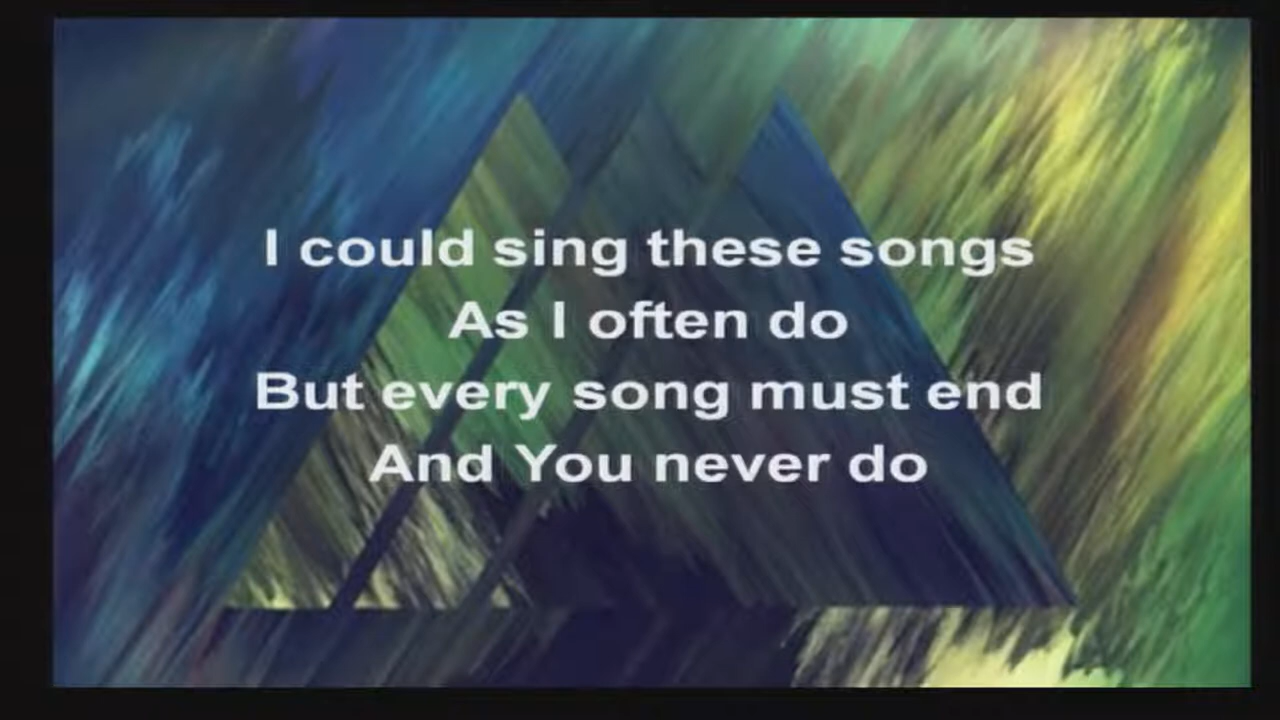 I could sing these songs
As I often do
But every song must end
And You never do